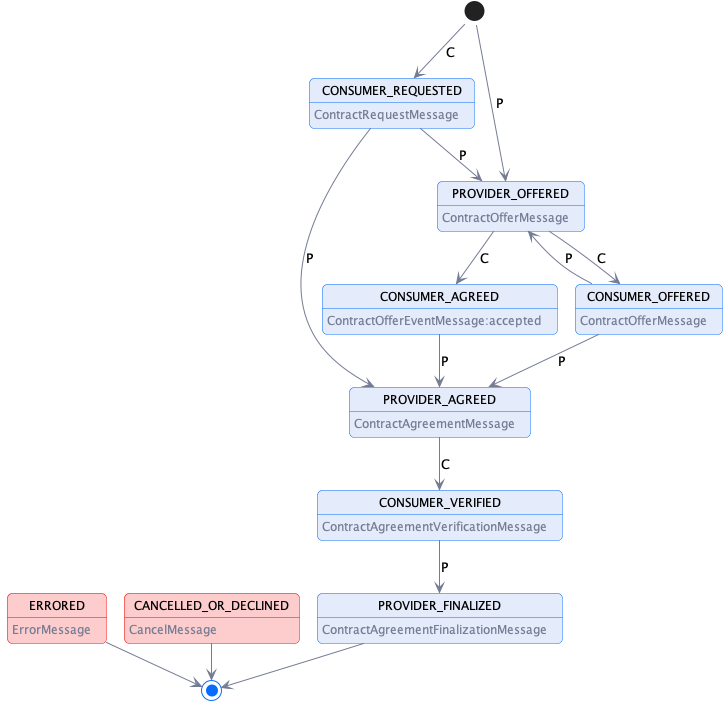 C
CONSUMER_REQUESTED
ContractRequestMessage
P
P
PROVIDER_OFFERED
ContractOfferMessage
P
C
P
C
CONSUMER_AGREED
ContractOfferEventMessage:accepted
CONSUMER_OFFERED
ContractOfferMessage
P
P
PROVIDER_AGREED
ContractAgreementMessage
C
CONSUMER_VERIFIED
ContractAgreementVerificationMessage
P
ERRORED
ErrorMessage
CANCELLED_OR_DECLINED
CancelMessage
PROVIDER_FINALIZED
ContractAgreementFinalizationMessage